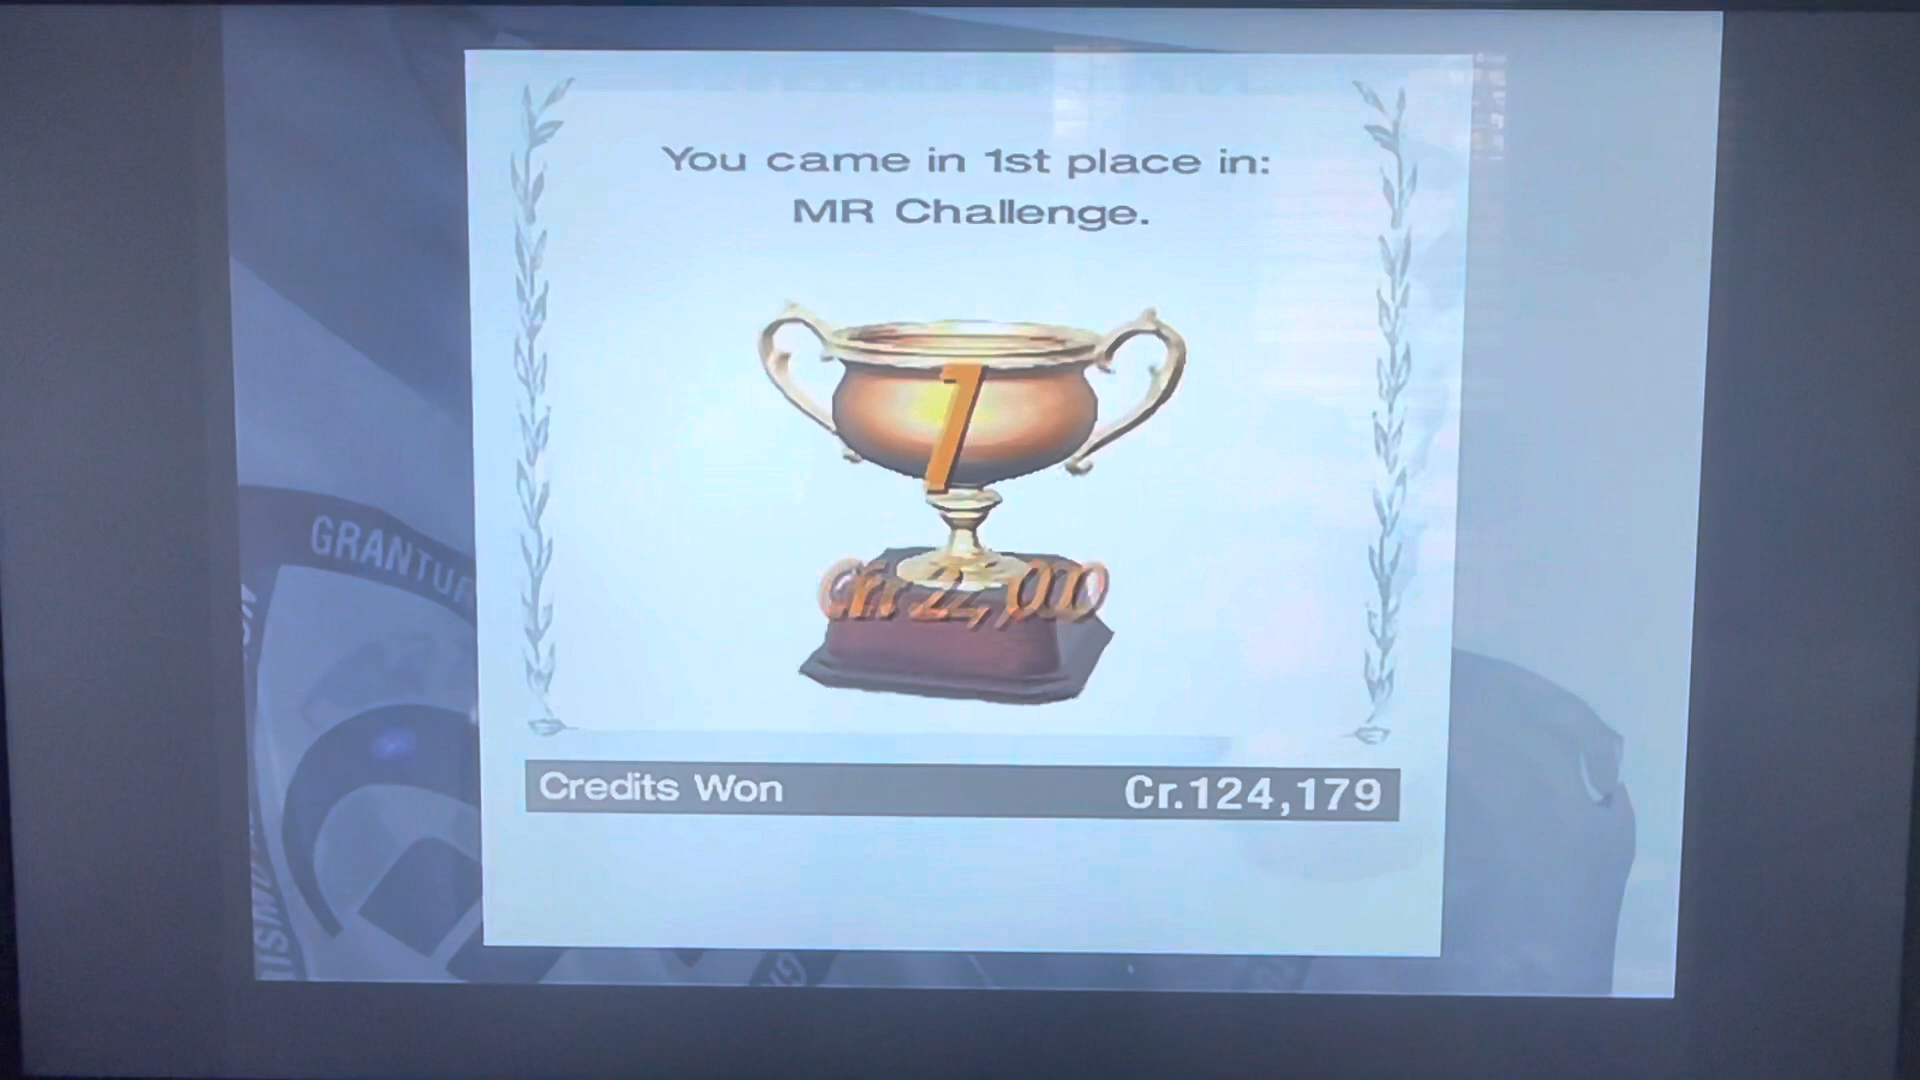 You came in 1st place in:
MR Challenge.
1
Cr. 22,000
GRANTUR
Credits Won Cr.124,179